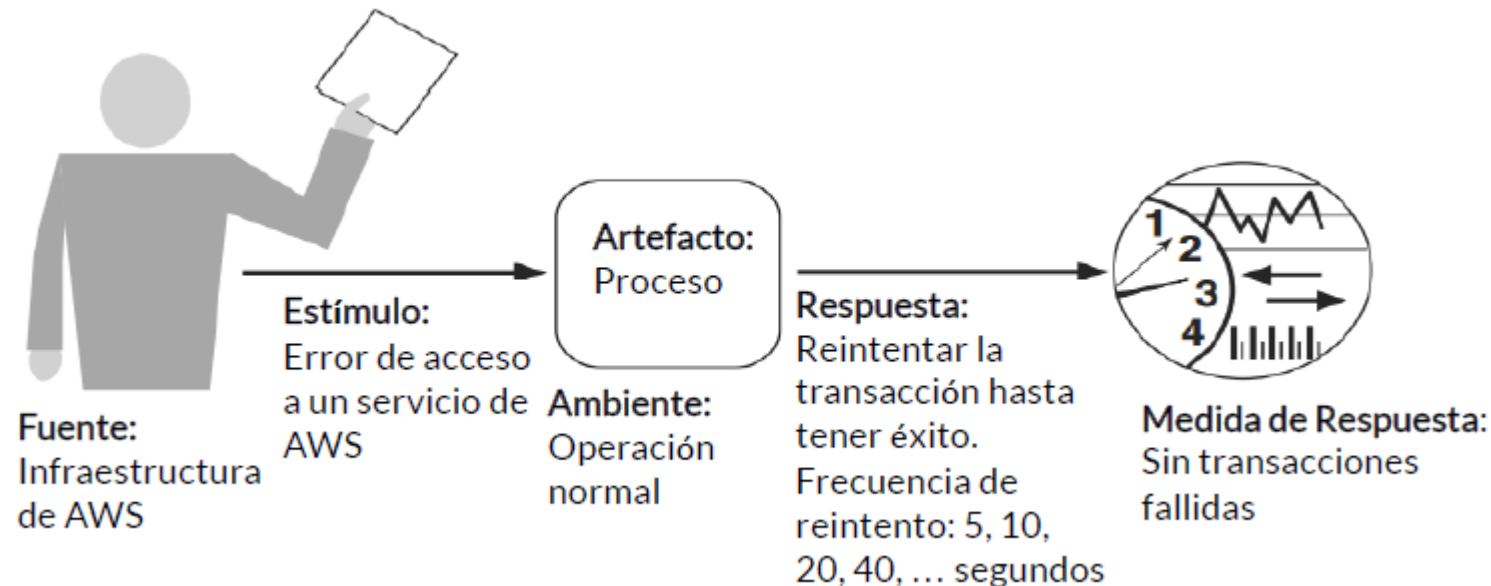 Fuente:
Infraestructura
de AWS
Estímulo:
Error de acceso
a un servicio de
AWS
Artefacto:
Proceso
Ambiente:
Operación
normal
Respuesta:
Reintentar la
transacción hasta
tener éxito.
Frecuencia de
reintento: 5, 10,
20, 40, … segundos
1
2
3
4
Medida de Respuesta:
Sin transacciones
fallidas